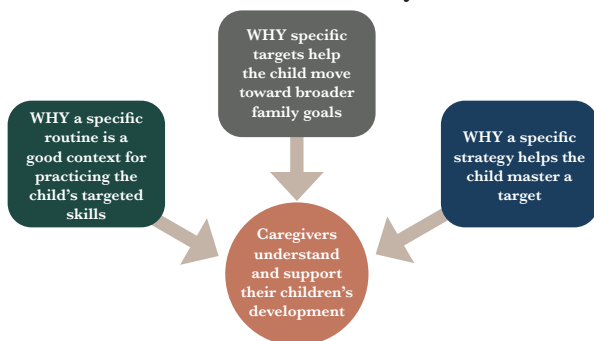 WHY specific
targets help
the child move
toward broader
family goals
WHY a specific
routine is a
good context for
practicing the
child's targeted
skills
WHY a specific
strategy helps the
child master a
target
Caregivers
understand
and support
their children's
development